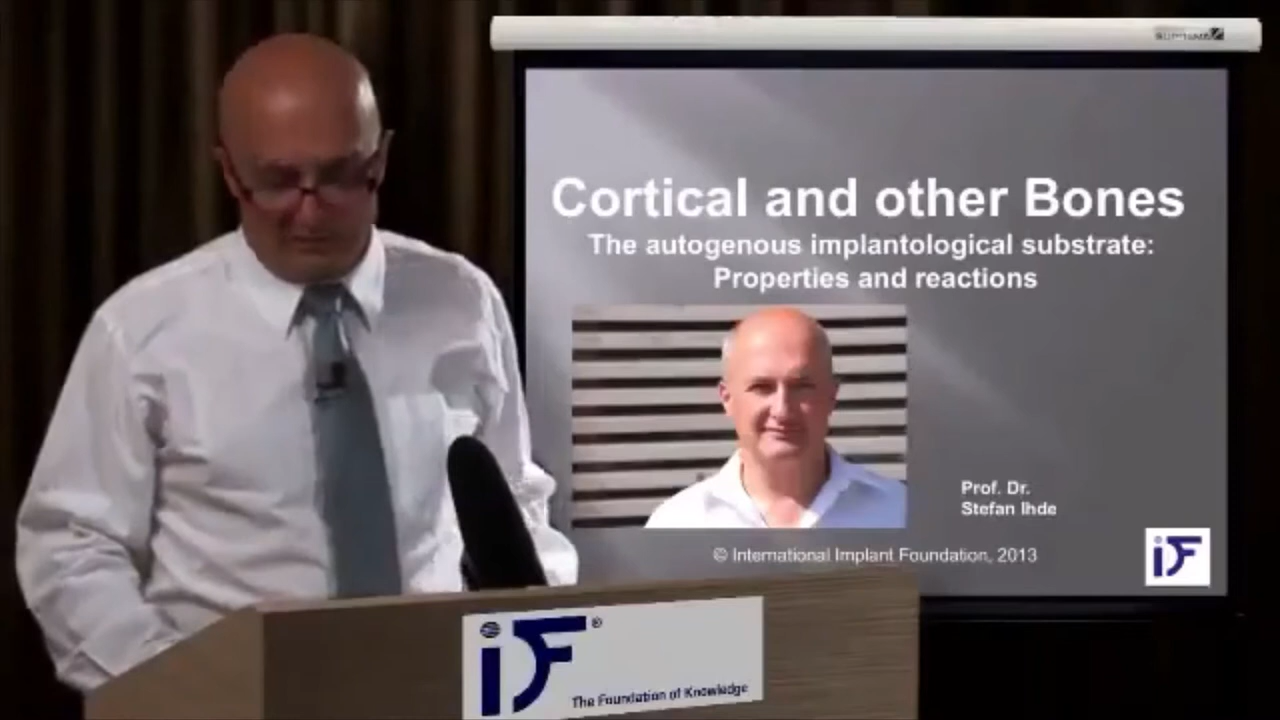 Cortical and other Bones
The autogenous implantological substrate:
Properties and reactions
Prof. Dr.
Stefan Ihde
© International Implant Foundation, 2013
iF
iF®
The Foundation of Knowledge